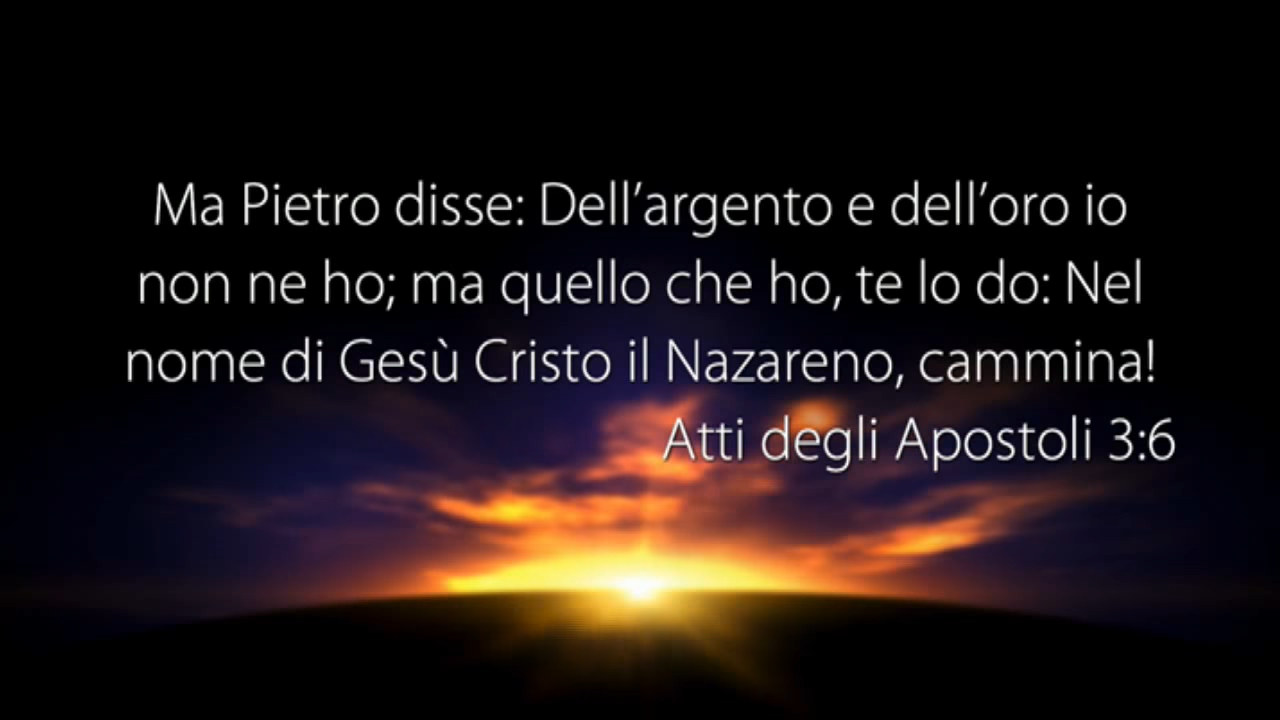 Ma Pietro disse: Dell’argento e dell’oro io
non ne ho; ma quello che ho, te lo do: Nel
nome di Gesù Cristo il Nazareno, cammina!
Atti degli Apostoli 3:6